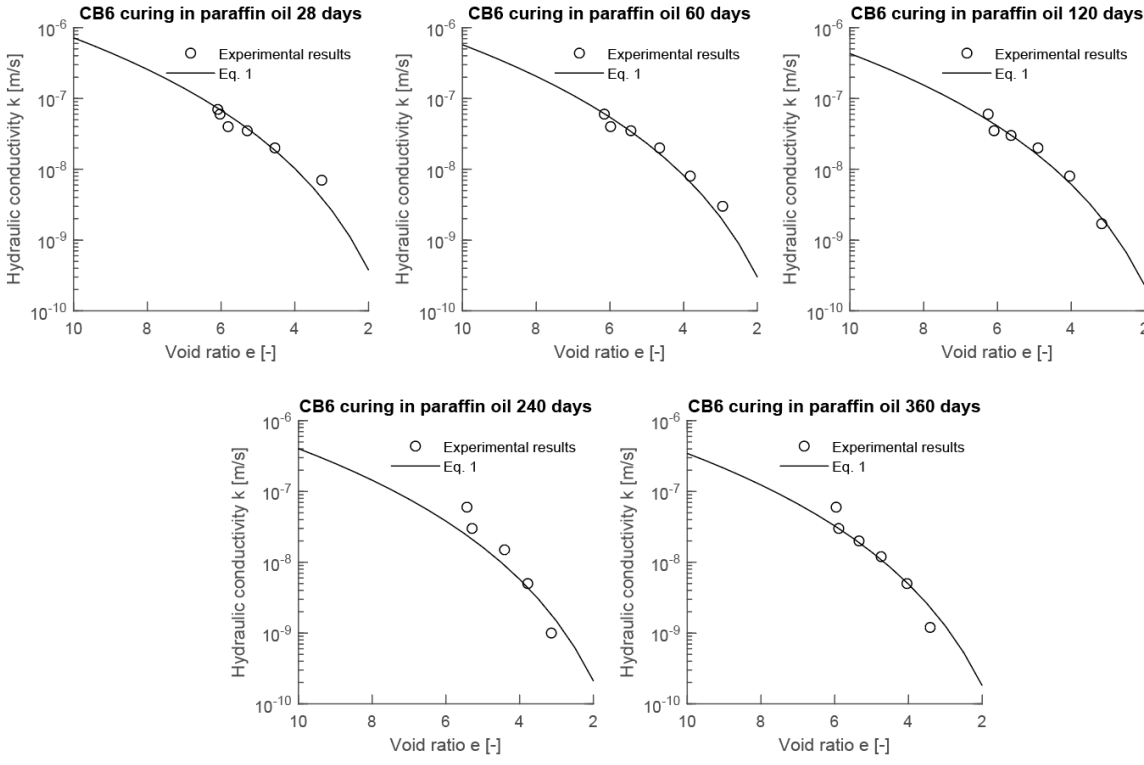 CB6 curing in paraffin oil 28 days
Hydraulic conductivity k [m/s]
10^-6
10^-7
10^-8
10^-9
10^-10
Experimental results
Eq. 1
10 8 6 4 2
Void ratio e [-]
CB6 curing in paraffin oil 60 days
Hydraulic conductivity k [m/s]
10^-6
10^-7
10^-8
10^-9
10^-10
Experimental results
Eq. 1
10 8 6 4 2
Void ratio e [-]
CB6 curing in paraffin oil 120 days
Hydraulic conductivity k [m/s]
10^-6
10^-7
10^-8
10^-9
10^-10
Experimental results
Eq. 1
10 8 6 4 2
Void ratio e [-]
CB6 curing in paraffin oil 240 days
Hydraulic conductivity k [m/s]
10^-6
10^-7
10^-8
10^-9
10^-10
Experimental results
Eq. 1
10 8 6 4 2
Void ratio e [-]
CB6 curing in paraffin oil 360 days
Hydraulic conductivity k [m/s]
10^-6
10^-7
10^-8
10^-9
10^-10
Experimental results
Eq. 1
10 8 6 4 2
Void ratio e [-]